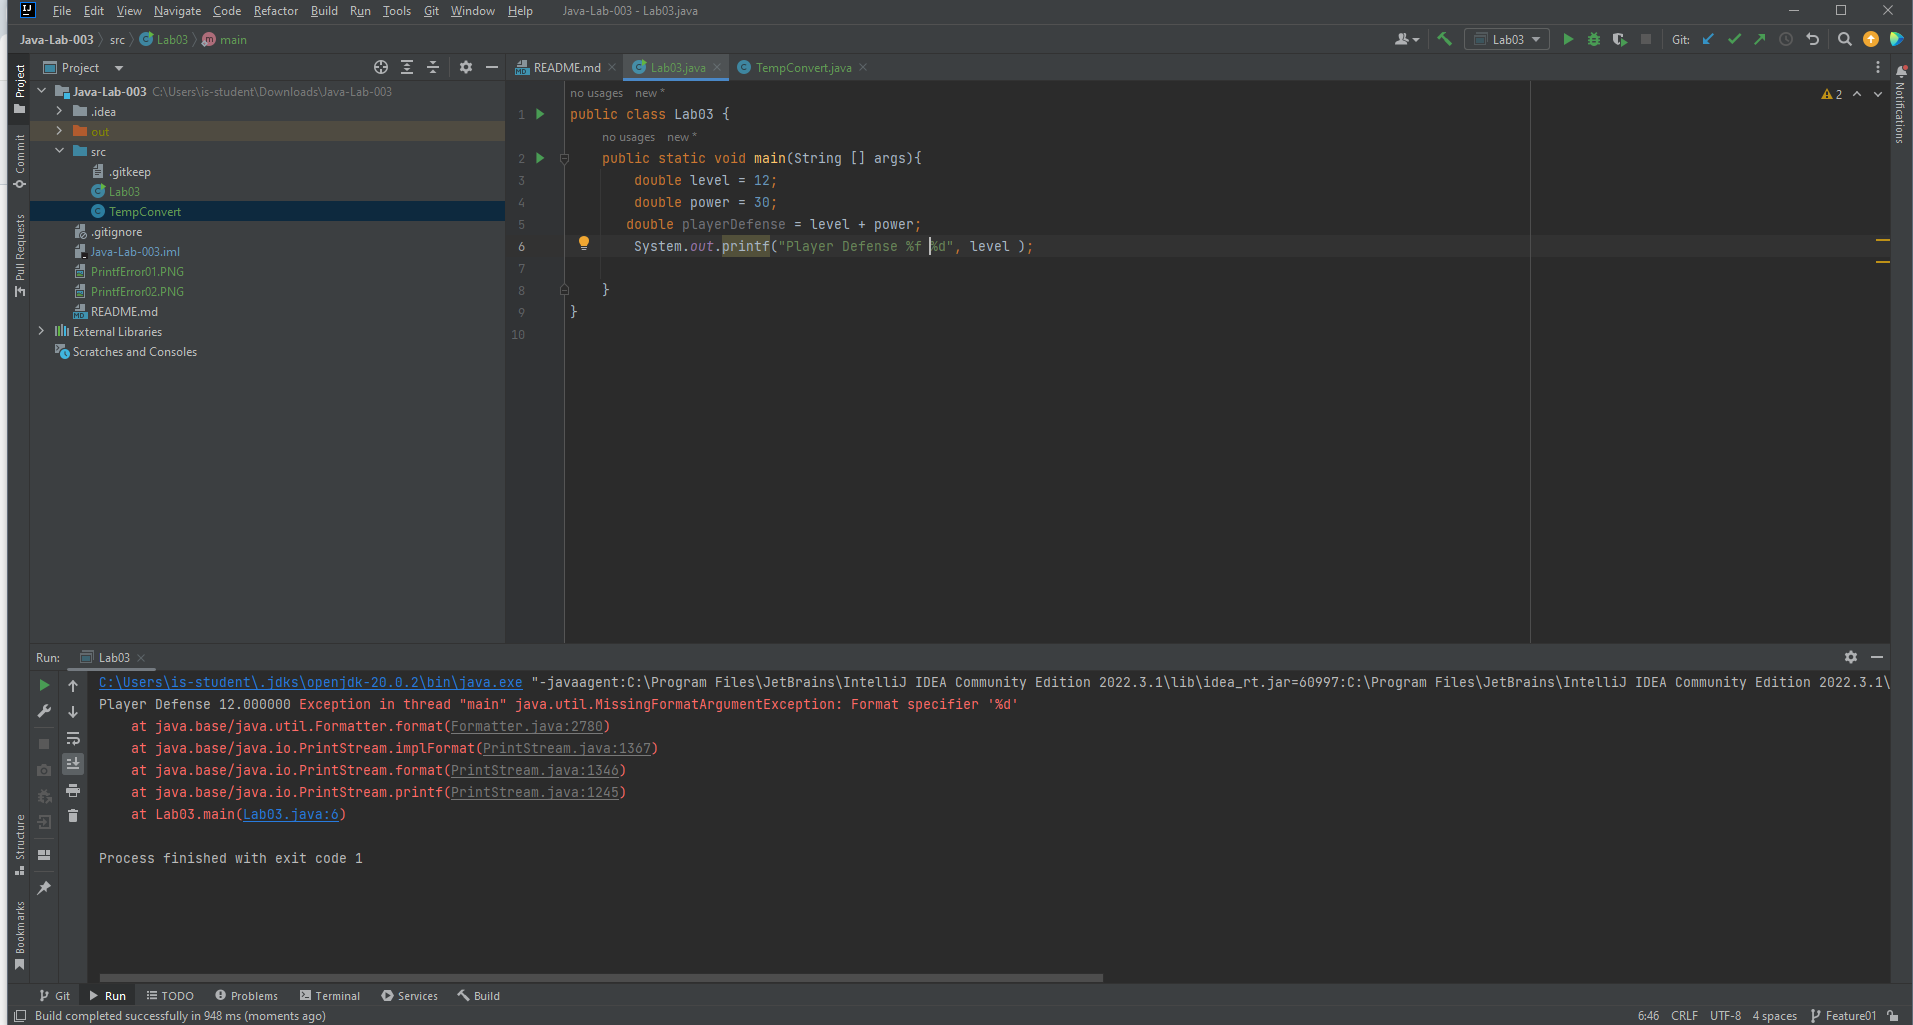 File Edit View Navigate Code Refactor Build Run Tools Git Window Help Java-Lab-003 - Lab03.java
Java-Lab-003 src Lab03 main Lab03 Git:
Project
README.md Lab03.java TempConvert.java
Java-Lab-003 C:\Users\is-student\Downloads\Java-Lab-003
.idea
out
src
.gitkeep
Lab03
TempConvert
.gitignore
Java-Lab-003.iml
PrintfError01.PNG
PrintfError02.PNG
README.md
External Libraries
Scratches and Consoles
Project
Commit
Pull Requests
Structure
Bookmarks
Notifications
2
no usages new *
1 public class Lab03 {
no usages new *
2 public static void main(String [] args){
3 double level = 12;
4 double power = 30;
5 double playerDefense = level + power;
6 System.out.printf("Player Defense %f %d", level );
7
8 }
9 }
10
Run: Lab03
C:\Users\is-student\.jdks\openjdk-20.0.2\bin\java.exe "-javaagent:C:\Program Files\JetBrains\IntelliJ IDEA Community Edition 2022.3.1\lib\idea_rt.jar=60997:C:\Program Files\JetBrains\IntelliJ IDEA Community Edition 2022.3.1\
Player Defense 12.000000 Exception in thread "main" java.util.MissingFormatArgumentException: Format specifier '%d'
at java.base/java.util.Formatter.format(Formatter.java:2780)
at java.base/java.io.PrintStream.implFormat(PrintStream.java:1367)
at java.base/java.io.PrintStream.format(PrintStream.java:1346)
at java.base/java.io.PrintStream.printf(PrintStream.java:1245)
at Lab03.main(Lab03.java:6)
Process finished with exit code 1
Git Run TODO Problems Terminal Services Build
Build completed successfully in 948 ms (moments ago) 6:46 CRLF UTF-8 4 spaces Feature01